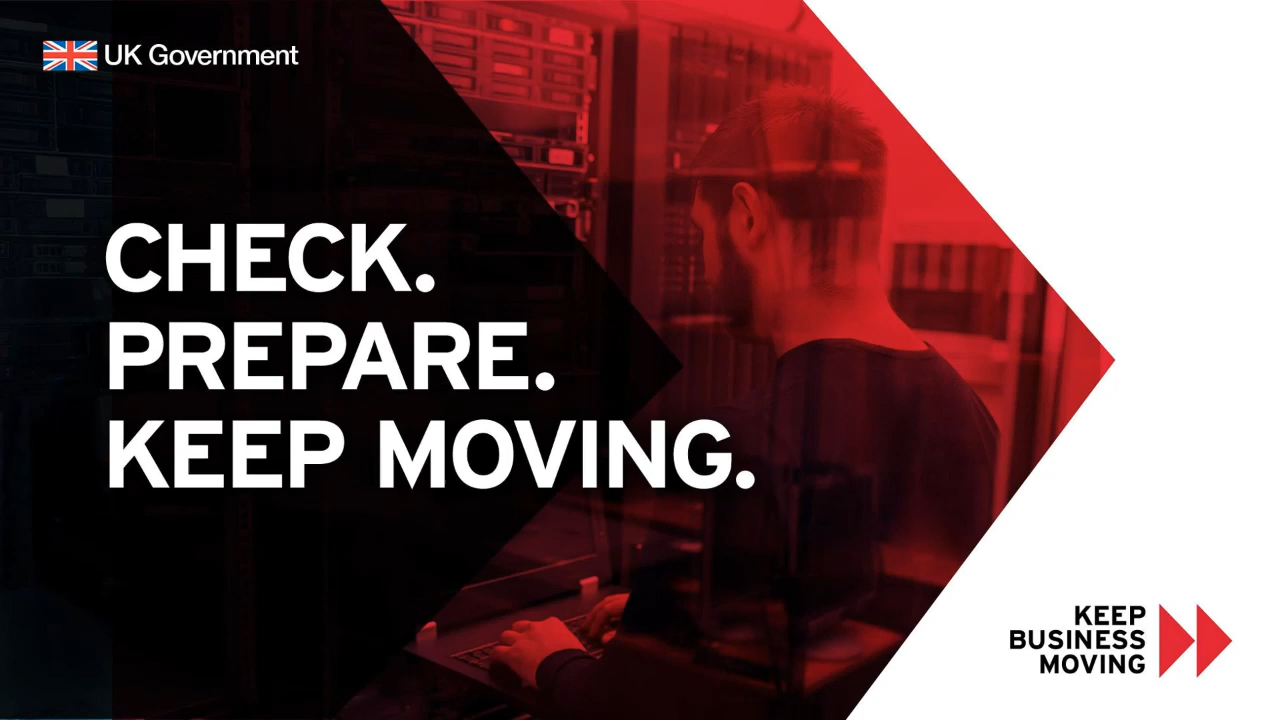 UK Government
CHECK.
PREPARE.
KEEP MOVING.
KEEP
BUSINESS
MOVING